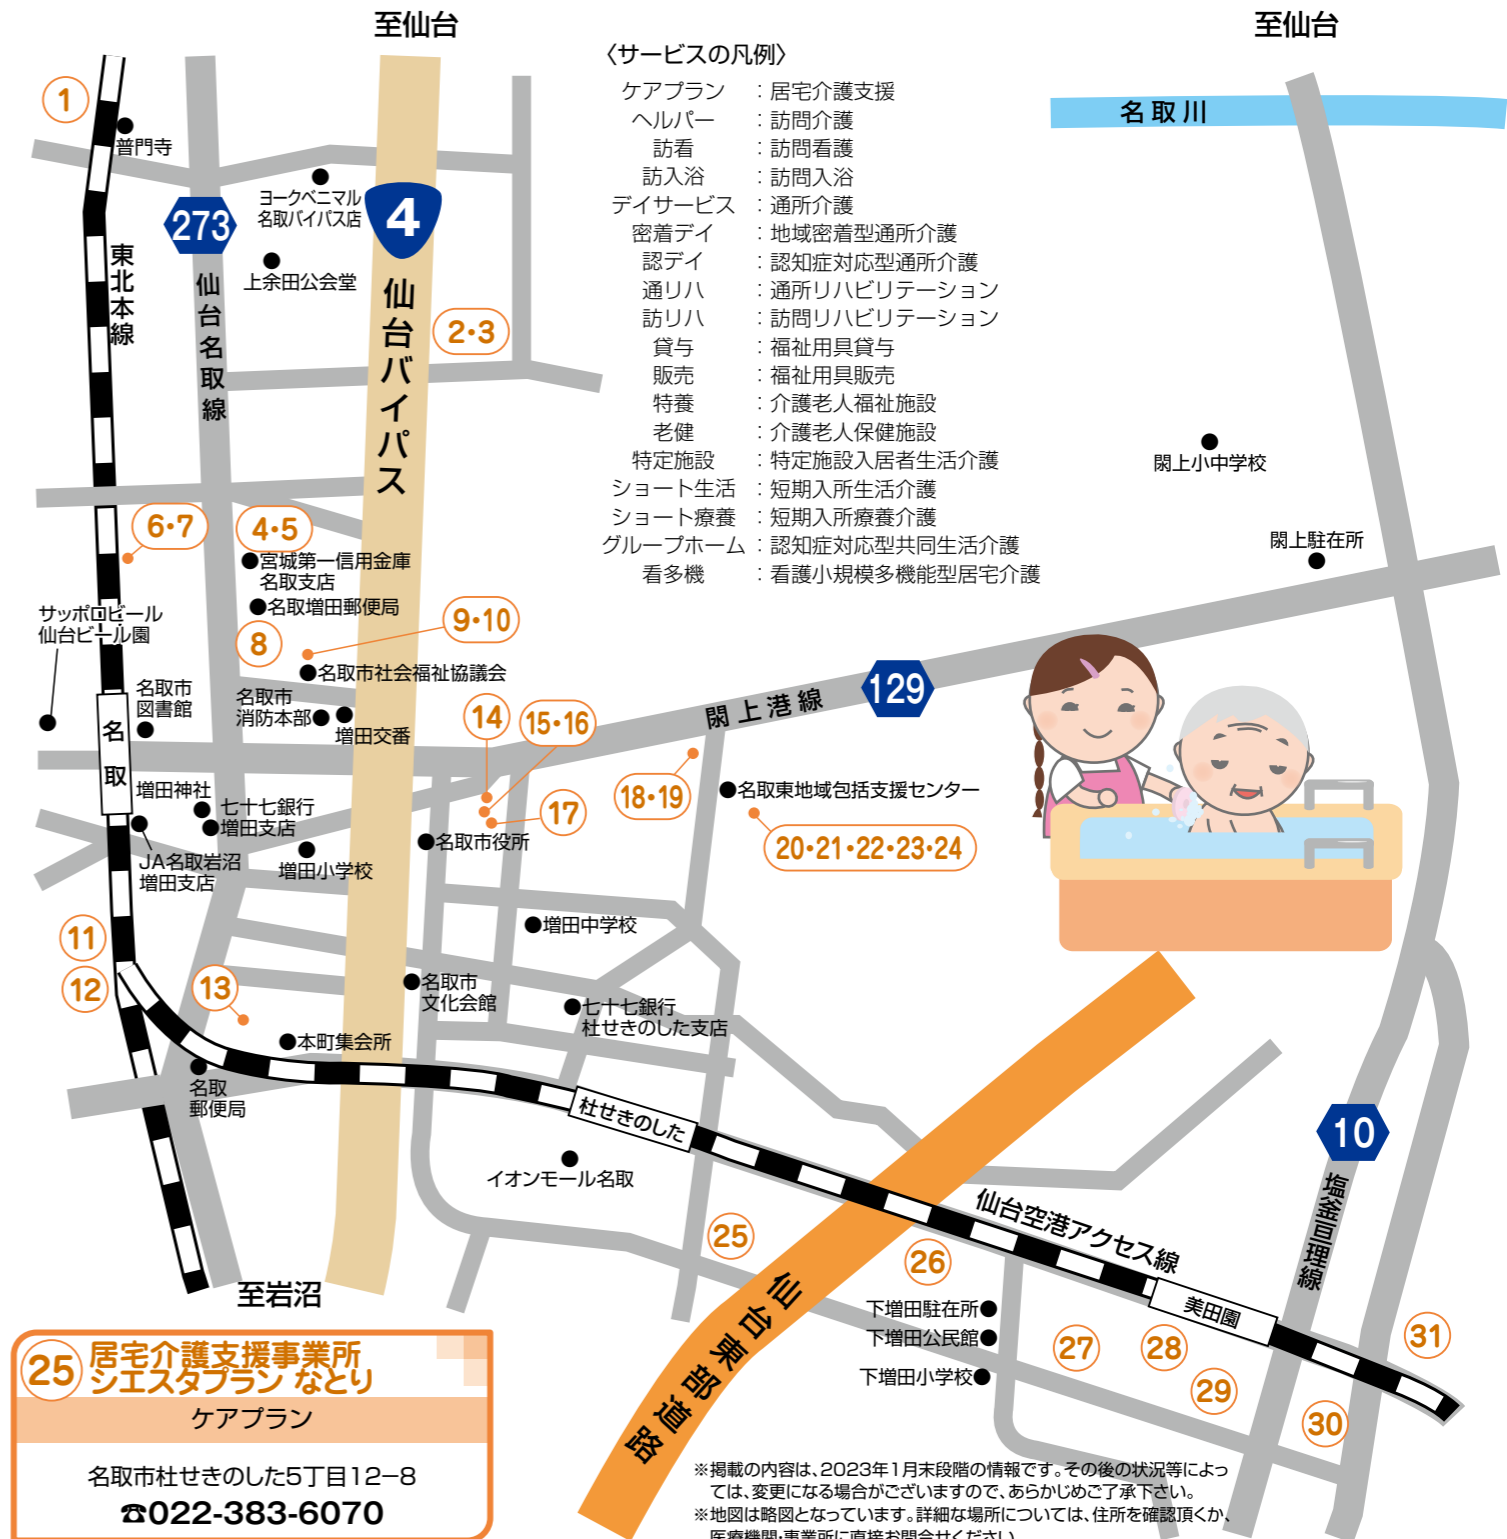 至仙台
至仙台
〈サービスの凡例〉
ケアプラン：居宅介護支援
ヘルパー：訪問介護
訪看：訪問看護
訪入浴：訪問入浴
デイサービス：通所介護
密着デイ：地域密着型通所介護
認デイ：認知症対応型通所介護
通リハ：通所リハビリテーション
訪リハ：訪問リハビリテーション
貸与：福祉用具貸与
販売：福祉用具販売
特養：介護老人福祉施設
老健：介護老人保健施設
特定施設：特定施設入居者生活介護
ショート生活：短期入所生活介護
ショート療養：短期入所療養介護
グループホーム：認知症対応型共同生活介護
看多機：看護小規模多機能型居宅介護
名取川
1
普門寺
ヨークベニマル
名取バイパス店
273
4
東北本線
仙台名取線
上余田公会堂
仙台バイパス
2・3
閖上小中学校
閖上駐在所
6・7
4・5
宮城第一信用金庫
名取支店
名取増田郵便局
サッポロビール
仙台ビール園
8
9・10
名取市社会福祉協議会
名取市
図書館
名取市
消防本部
増田交番
名取
14
15・16
閖上港線
129
17
18・19
名取東地域包括支援センター
20・21・22・23・24
増田神社
七十七銀行
増田支店
JA名取岩沼
増田支店
増田小学校
名取市役所
増田中学校
11
12
13
名取市
文化会館
七十七銀行
杜せきのした支店
本町集会所
名取
郵便局
杜せきのした
イオンモール名取
10
塩釜亘理線
仙台空港アクセス線
25
26
仙台東部道路
美田園
下増田駐在所
下増田公民館
下増田小学校
27
28
29
30
31
至岩沼
25 居宅介護支援事業所
シエスタプラン なとり
ケアプラン
名取市杜せきのした5丁目12−8
☎022-383-6070
※掲載の内容は、2023年1月末段階の情報です。その後の状況等によっ
ては、変更になる場合がございますので、あらかじめご了承下さい。
※地図は略図となっています。詳細な場所については、住所を確認頂くか、
医療機関・事業所に直接お問合せください。